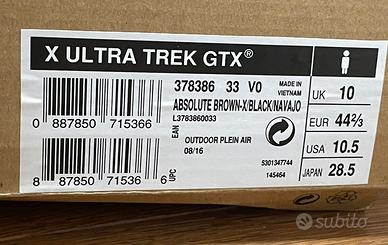 X ULTRA TREK GTX®
378386 33 V0
MADE IN
VIETNAM
ABSOLUTE BROWN-X/BLACK/NAVAJO
L3783860033
0 887850 715366
EAN
OUTDOOR PLEIN AIR
08/16
8 87850 71536 6
UPC
5301347744
145464
UK 10
EUR 44⅔
USA 10.5
JAPAN 28.5
subito